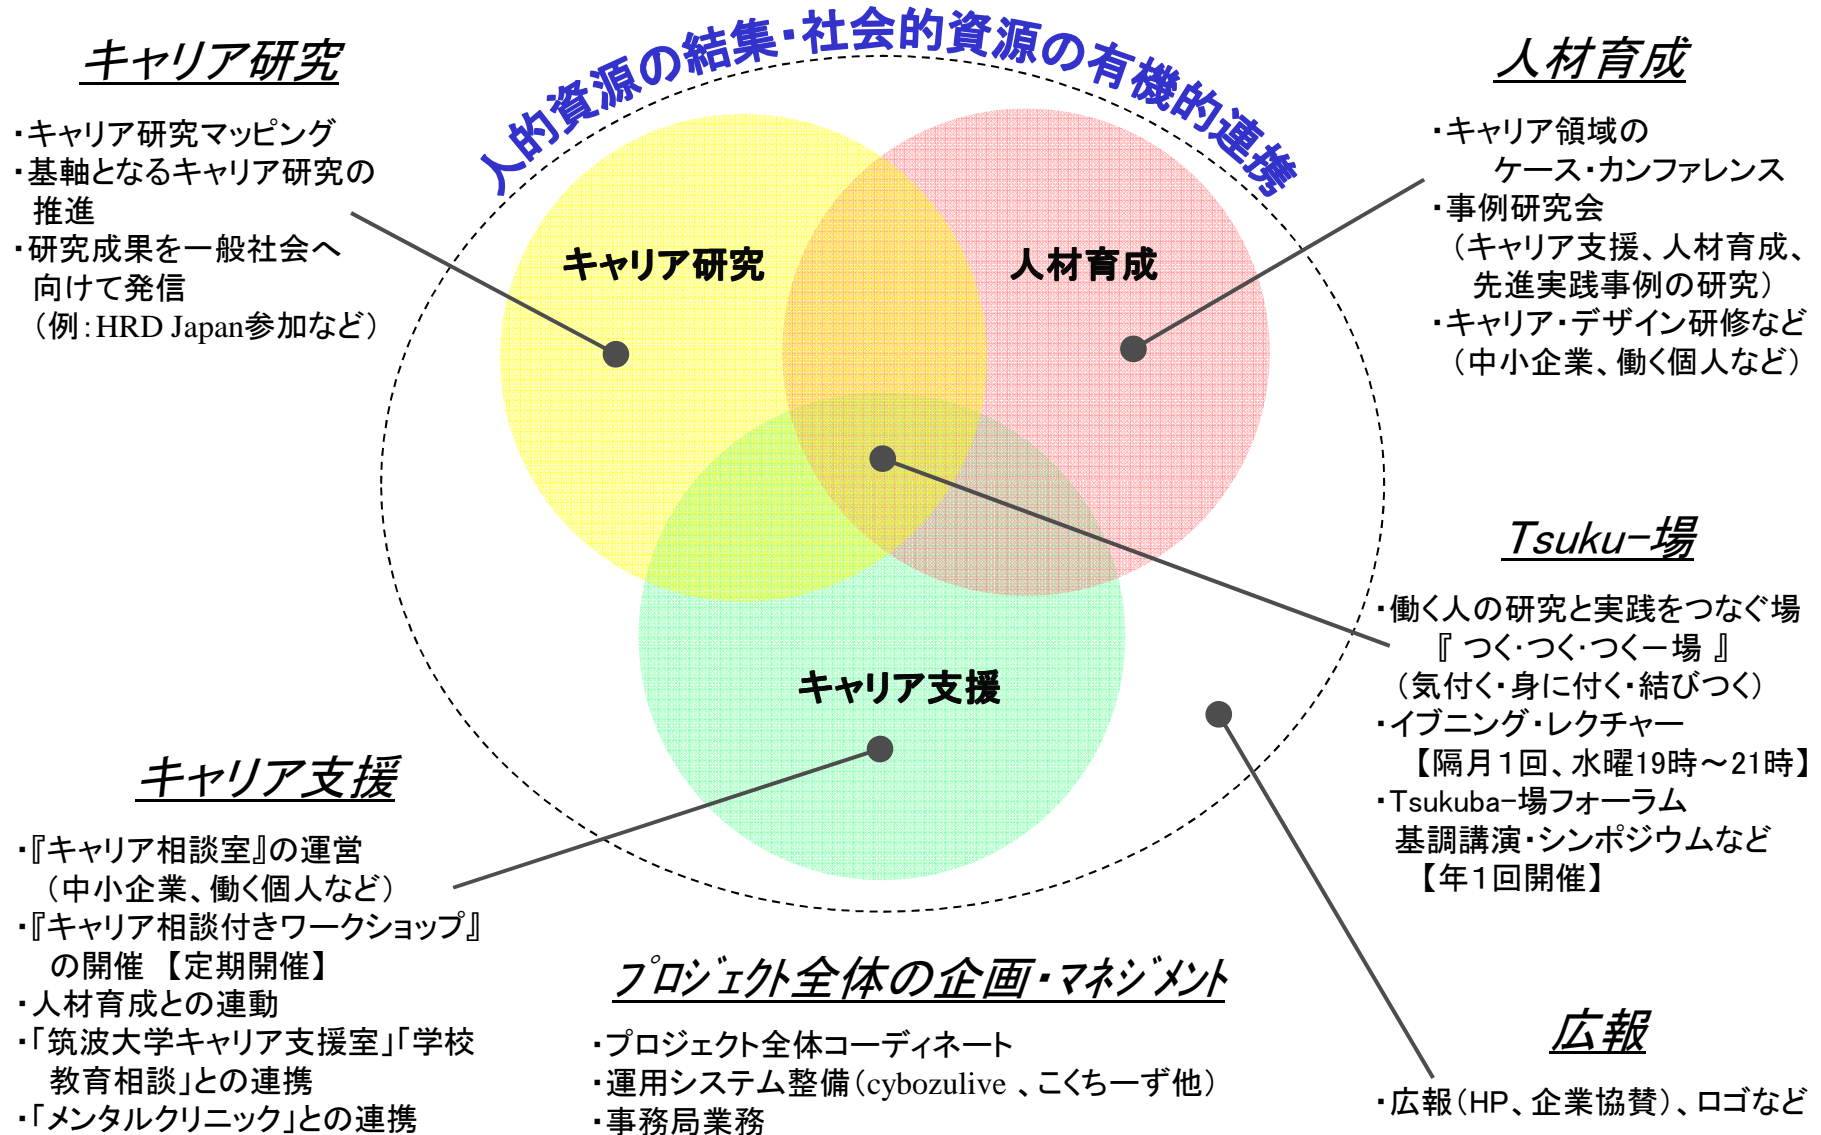 人的資源の結集・社会的資源の有機的連携
キャリア研究
・キャリア研究マッピング
・基軸となるキャリア研究の
推進
・研究成果を一般社会へ
向けて発信
（例：HRD Japan参加など）
人材育成
・キャリア領域の
ケース・カンファレンス
・事例研究会
（キャリア支援、人材育成、
先進実践事例の研究）
・キャリア・デザイン研修など
（中小企業、働く個人など）
キャリア研究
人材育成
キャリア支援
Tsuku-場
・働く人の研究と実践をつなぐ場
『 つく・つく・つくー場 』
（気付く・身に付く・結びつく）
・イブニング・レクチャー
【隔月１回、水曜19時～21時】
・Tsukuba-場フォーラム
基調講演・シンポジウムなど
【年１回開催】
キャリア支援
・『キャリア相談室』の運営
（中小企業、働く個人など）
・『キャリア相談付きワークショップ』
の開催 【定期開催】
・人材育成との連動
・「筑波大学キャリア支援室」「学校
教育相談」との連携
・「メンタルクリニック」との連携
ﾌﾟﾛｼﾞｪｸﾄ全体の企画・ﾏﾈｼﾞﾒﾝﾄ
・プロジェクト全体コーディネート
・運用システム整備（cybozulive 、こくちーず他）
・事務局業務
広報
・広報（HP、企業協賛）、ロゴなど